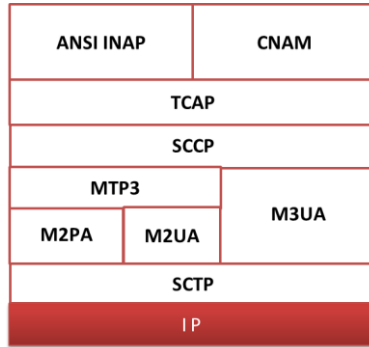 ANSI INAP
CNAM
TCAP
SCCP
MTP3
M3UA
M2PA
M2UA
SCTP
IP